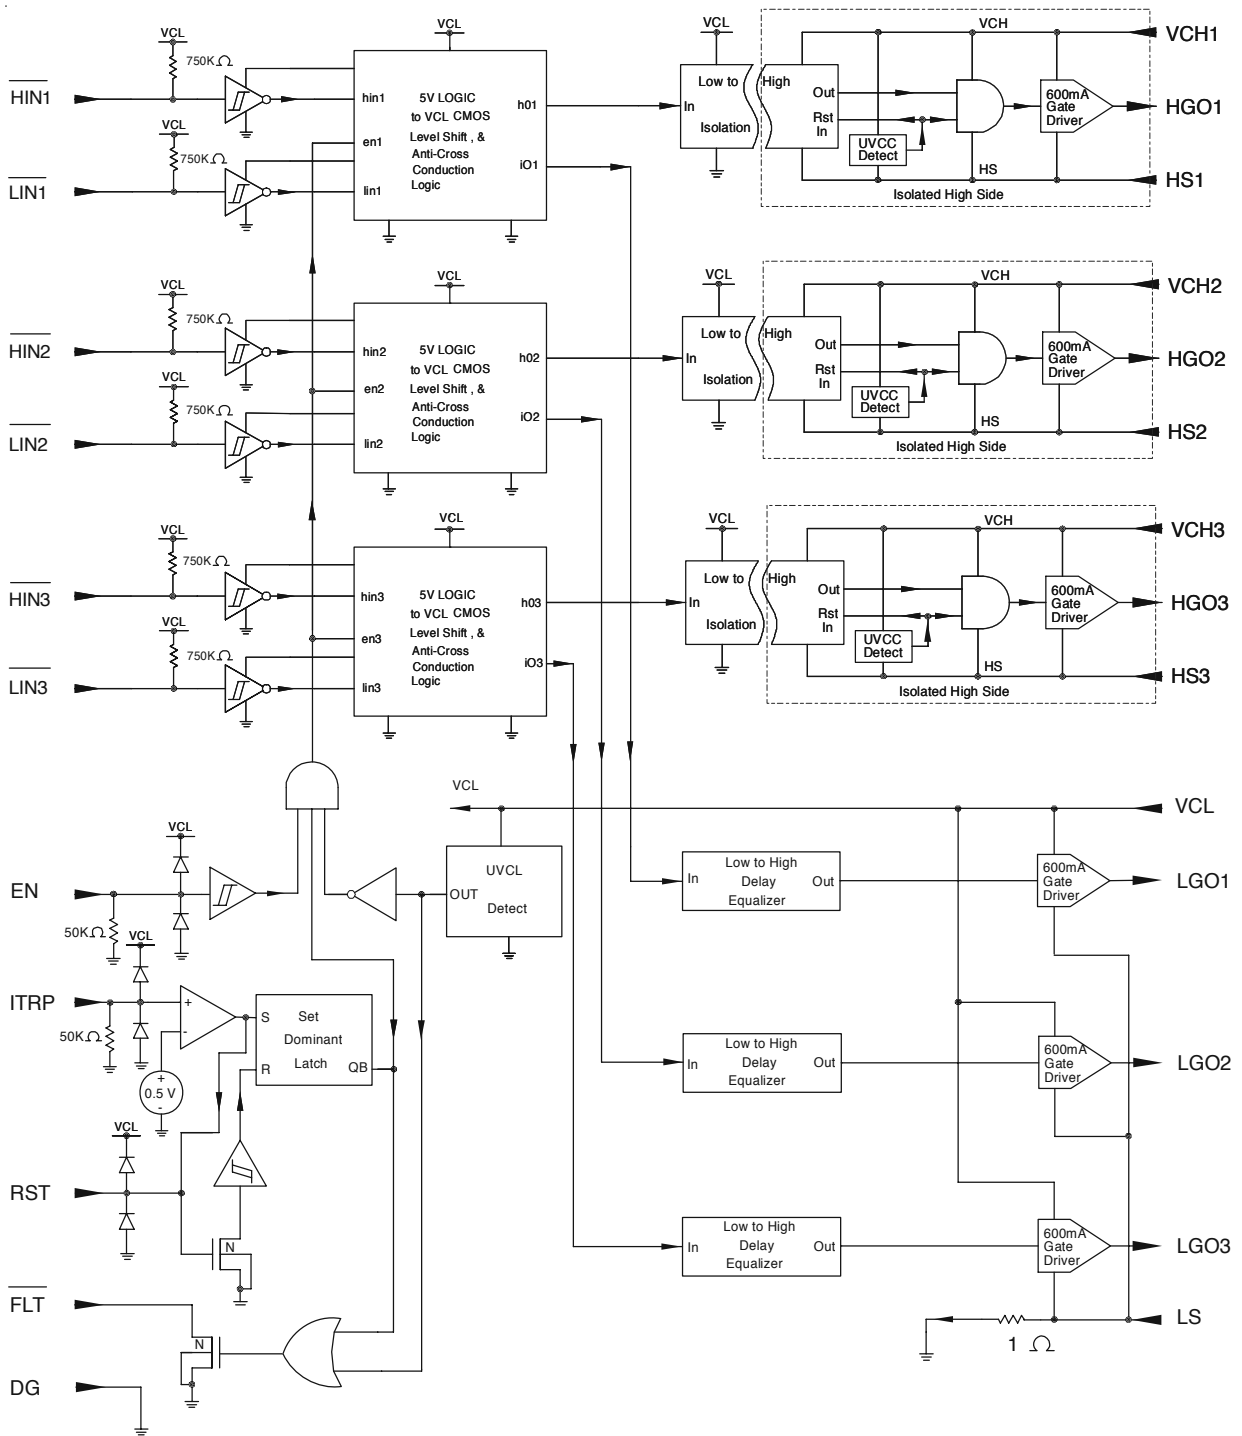 VCL
750KΩ
HIN1
VCL
750KΩ
LIN1
VCL
hin1
en1
lin1
5V LOGIC
to VCL CMOS
Level Shift , &
Anti-Cross
Conduction
Logic
h01
iO1
VCL
Low to
In
Isolation
High
Out
Rst
In
VCH
UVCC
Detect
HS
600mA
Gate
Driver
Isolated High Side
VCH1
HGO1
HS1
VCL
750KΩ
HIN2
VCL
750KΩ
LIN2
VCL
hin2
en2
lin2
5V LOGIC
to VCL CMOS
Level Shift , &
Anti-Cross
Conduction
Logic
h02
iO2
VCL
Low to
In
Isolation
High
Out
Rst
In
VCH
UVCC
Detect
HS
600mA
Gate
Driver
Isolated High Side
VCH2
HGO2
HS2
VCL
750KΩ
HIN3
VCL
750KΩ
LIN3
VCL
hin3
en3
lin3
5V LOGIC
to VCL CMOS
Level Shift , &
Anti-Cross
Conduction
Logic
h03
iO3
VCL
Low to
In
Isolation
High
Out
Rst
In
VCH
UVCC
Detect
HS
600mA
Gate
Driver
Isolated High Side
VCH3
HGO3
HS3
VCL
VCL
EN
VCL
50KΩ
OUT
UVCL
Detect
In
Low to High
Delay
Equalizer
Out
600mA
Gate
Driver
LGO1
ITRP
VCL
50KΩ
+
-
+
0.5 V
-
S
R
Set
Dominant
Latch
QB
In
Low to High
Delay
Equalizer
Out
600mA
Gate
Driver
LGO2
VCL
RST
N
In
Low to High
Delay
Equalizer
Out
600mA
Gate
Driver
LGO3
FLT
N
LS
1 Ω
DG